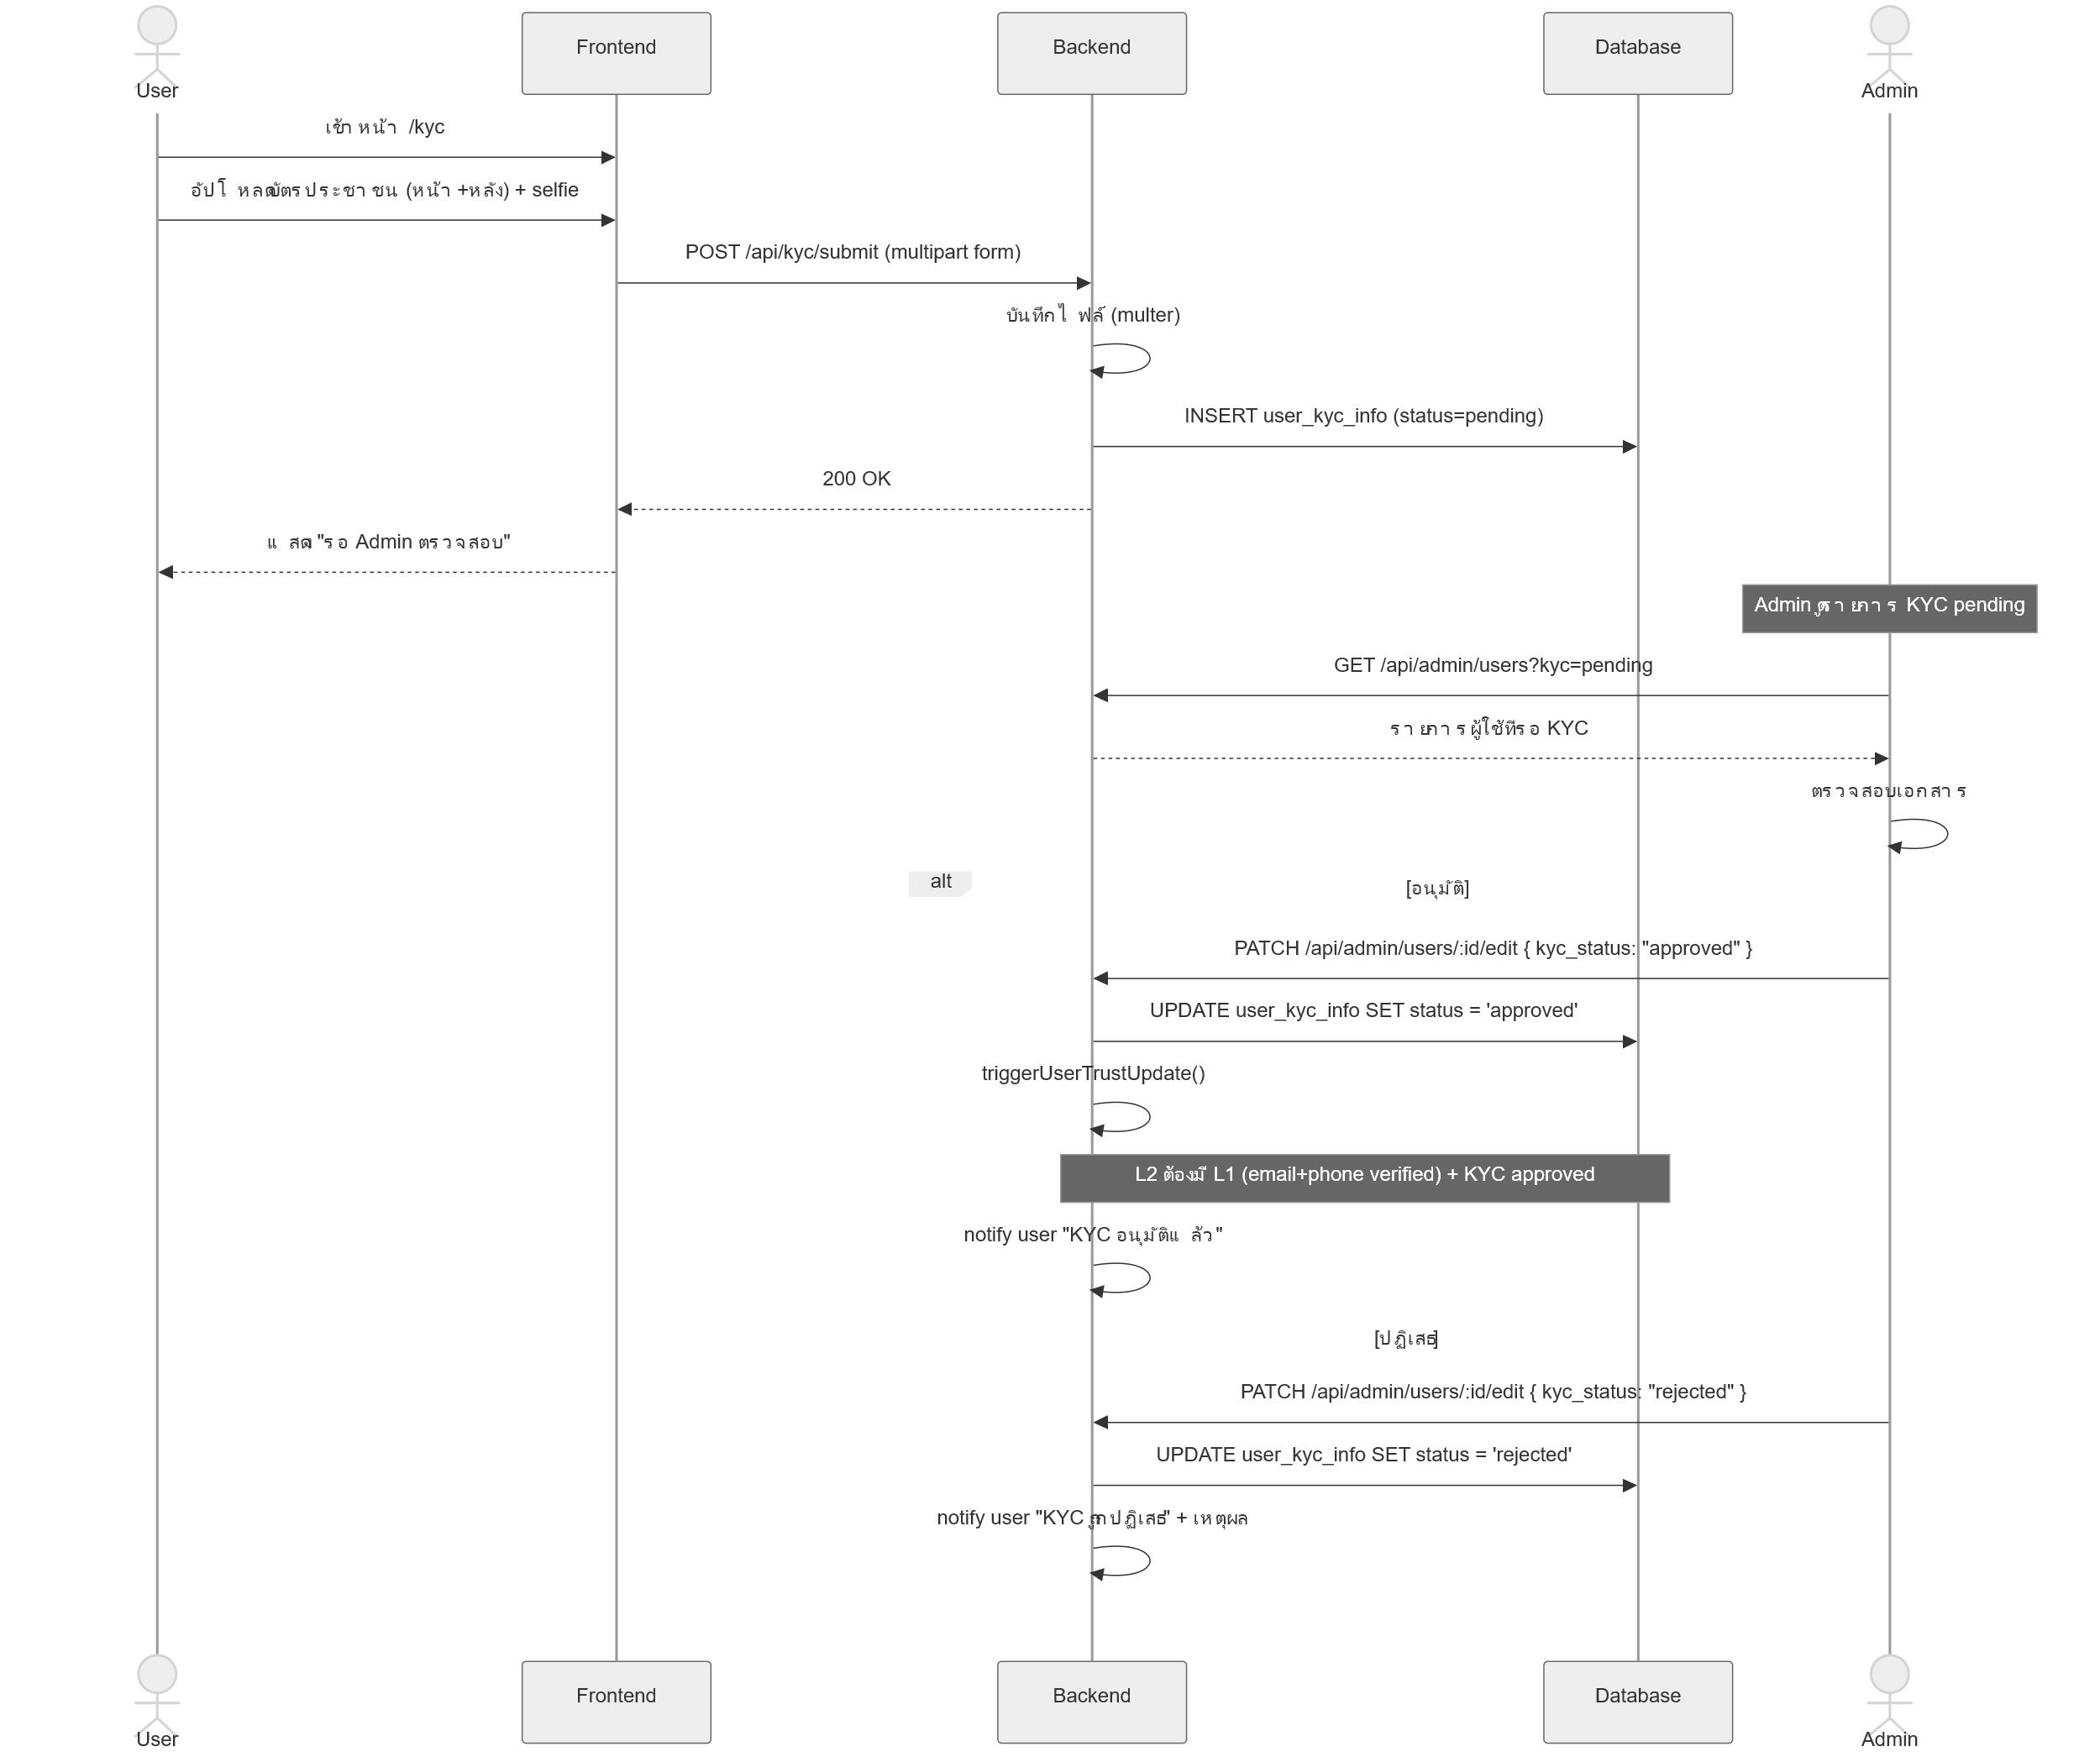 User
Frontend
Backend
Database
Admin
เข้าหน้า /kyc
อัปโหลดบัตรประชาชน (หน้า+หลัง) + selfie
POST /api/kyc/submit (multipart form)
บันทึกไฟล์ (multer)
INSERT user_kyc_info (status=pending)
200 OK
แสดง "รอ Admin ตรวจสอบ"
Admin ดูรายการ KYC pending
GET /api/admin/users?kyc=pending
รายการผู้ใช้ที่รอ KYC
ตรวจสอบเอกสาร
alt
[อนุมัติ]
PATCH /api/admin/users/:id/edit { kyc_status: "approved" }
UPDATE user_kyc_info SET status = 'approved'
triggerUserTrustUpdate()
L2 ต้องมี L1 (email+phone verified) + KYC approved
notify user "KYC อนุมัติแล้ว"
[ปฏิเสธ]
PATCH /api/admin/users/:id/edit { kyc_status: "rejected" }
UPDATE user_kyc_info SET status = 'rejected'
notify user "KYC ถูกปฏิเสธ" + เหตุผล
User
Frontend
Backend
Database
Admin